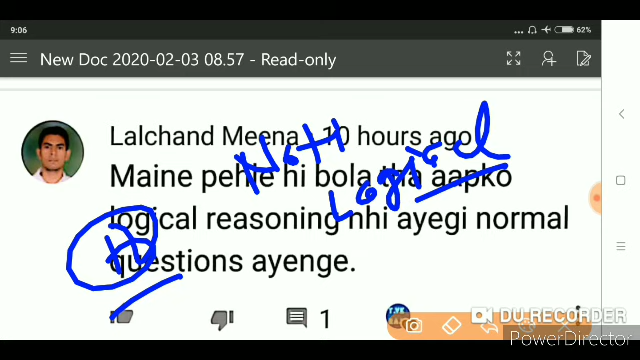 9:06
62%
New Doc 2020-02-03 08.57 - Read-only
Lalchand Meena 10 hours ago
Not
Maine pehle hi bola tha aapko
Logical
logical reasoning nhi ayegi normal
questions ayenge.
1
DU RECORDER
PowerDirector